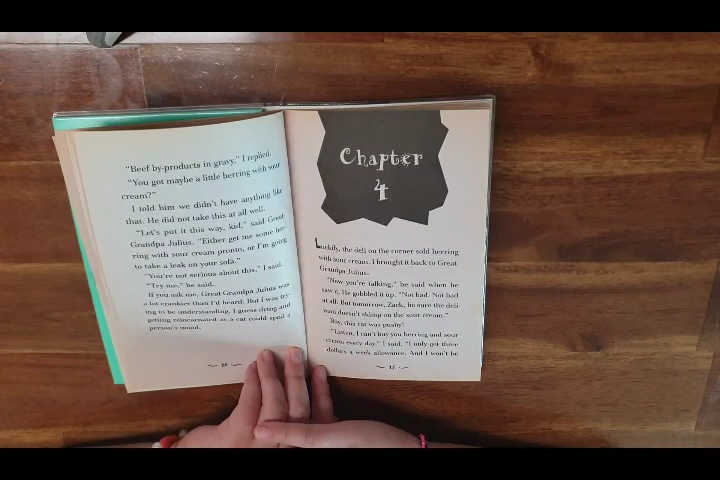 "Beef by-products in gravy," I replied.
"You got maybe a little herring with sour
cream?"
I told him we didn't have anything like
that. He did not take this at all well.
"Let's put it this way, kid," said Great-
Grandpa Julius. "Either get me some her-
ring with sour cream pronto, or I'm going
to take a leak on your sofa."
"You're not serious about this," I said.
"Try me," he said.
If you ask me, Great-Grandpa Julius was
a lot crankier than I'd heard. But I was try-
ing to be understanding. I guess dying and
getting reincarnated as a cat could spoil a
person's mood.
Chapter
4
Luckily, the deli on the corner sold herring
with sour cream. I brought it back to Great-
Grandpa Julius.
"Now you're talking," he said when he
saw it. He gobbled it up. "Not bad. Not bad
at all. But tomorrow, Zack, be sure the deli
man doesn't skimp on the sour cream."
Boy, this cat was pushy!
"Listen, I can't buy you herring and sour
cream every day," I said. "I only get three
dollars a week allowance. And I won't be
17